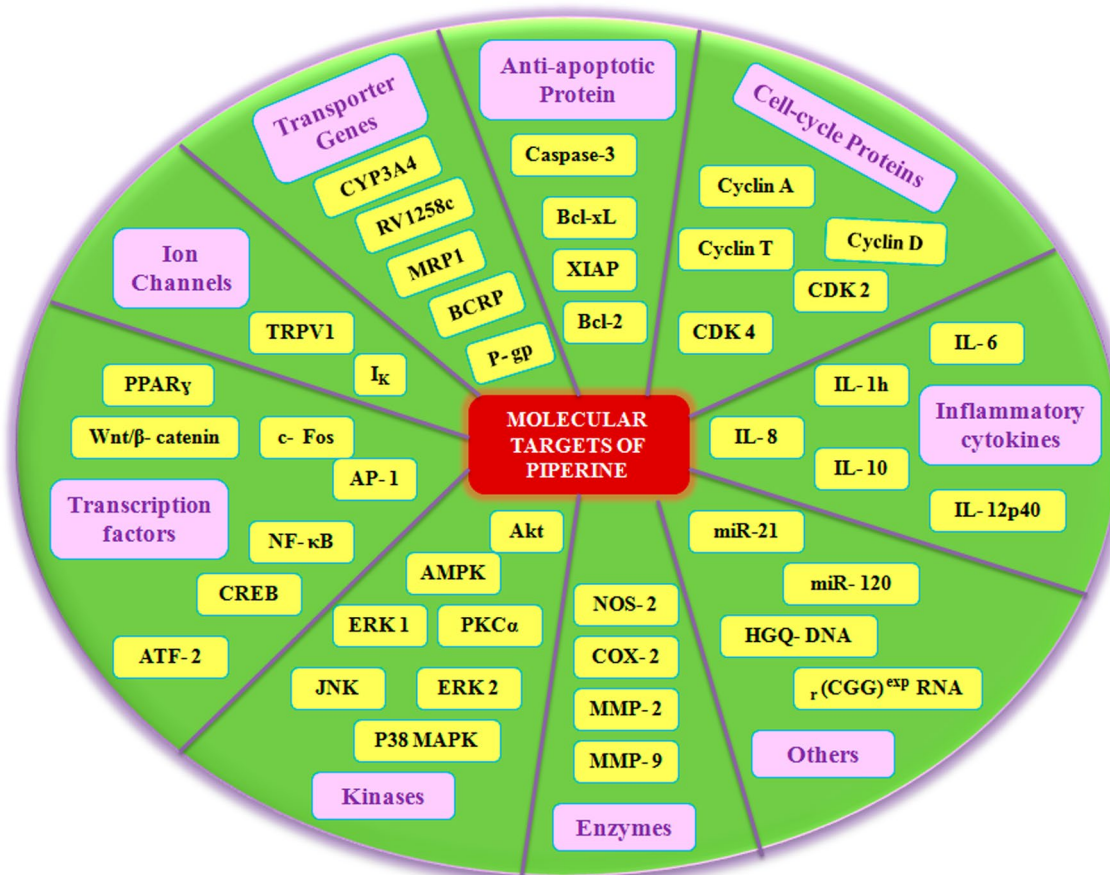 Anti-apoptotic
Protein
Caspase-3
Bcl-xL
XIAP
Bcl-2
Cell-cycle Proteins
Cyclin A
Cyclin T
Cyclin D
CDK 2
CDK 4
IL- 6
IL- 1h
Inflammatory
cytokines
IL- 8
IL- 10
IL- 12p40
miR-21
miR- 120
HGQ- DNA
r (CGG)exp RNA
Others
NOS- 2
COX- 2
MMP- 2
MMP- 9
Enzymes
Akt
AMPK
ERK 1
PKCα
JNK
ERK 2
P38 MAPK
Kinases
PPARɣ
Wnt/β- catenin
c- Fos
AP- 1
Transcription
factors
NF- κB
CREB
ATF- 2
Ion
Channels
TRPV1
IK
Transporter
Genes
CYP3A4
RV1258c
MRP1
BCRP
P- gp
MOLECULAR
TARGETS OF
PIPERINE